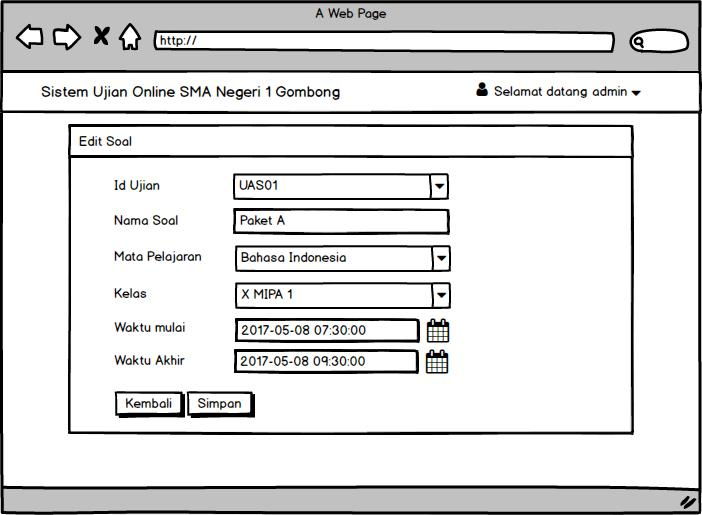 A Web Page
http://
Sistem Ujian Online SMA Negeri 1 Gombong
Selamat datang admin
Edit Soal
Id Ujian UAS01
Nama Soal Paket A
Mata Pelajaran Bahasa Indonesia
Kelas X MIPA 1
Waktu mulai 2017-05-08 07:30:00
Waktu Akhir 2017-05-08 09:30:00
Kembali Simpan